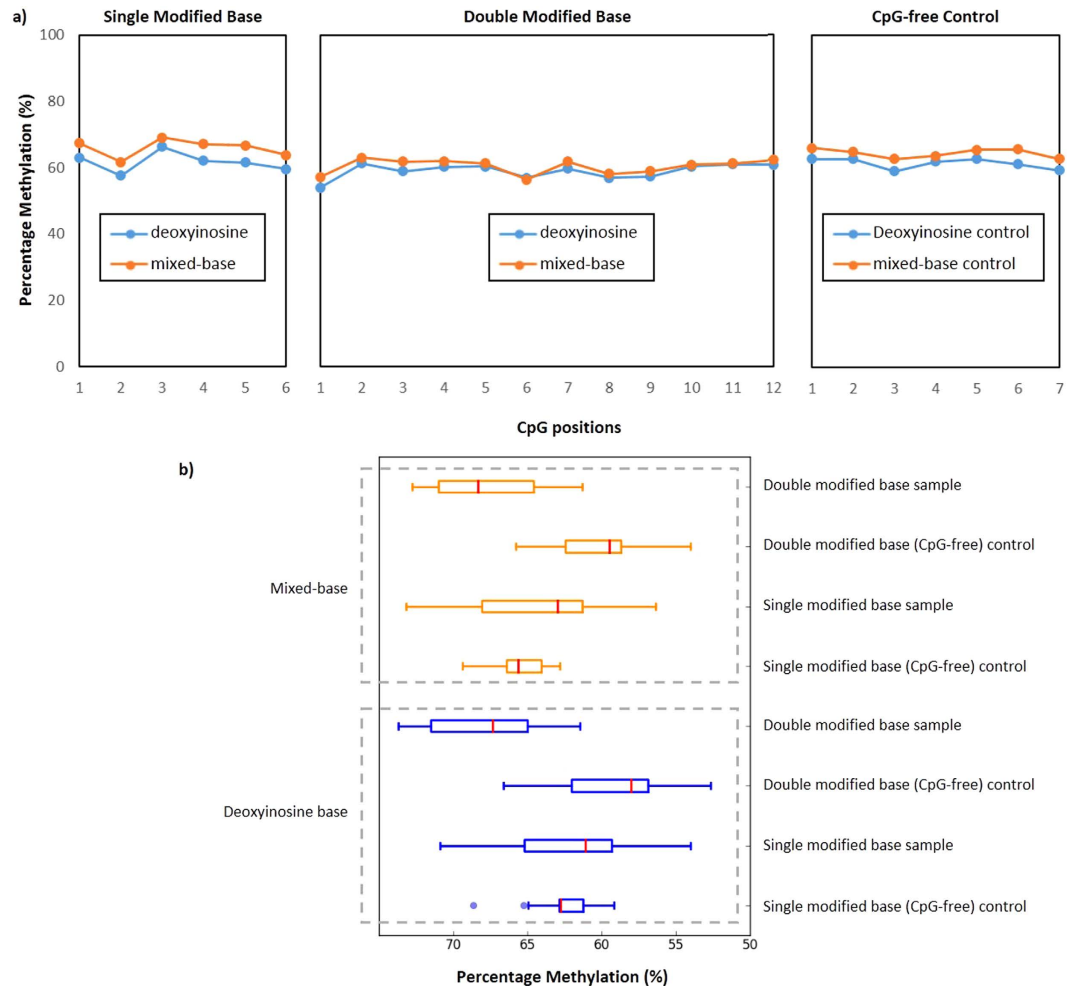 a)
Single Modified Base
Double Modified Base
CpG-free Control
Percentage Methylation (%)
100
80
60
40
20
0
deoxyinosine
mixed-base
deoxyinosine
mixed-base
Deoxyinosine control
mixed-base control
1 2 3 4 5 6
1 2 3 4 5 6 7 8 9 10 11 12
1 2 3 4 5 6 7
CpG positions
b)
Mixed-base
Double modified base sample
Double modified base (CpG-free) control
Single modified base sample
Single modified base (CpG-free) control
Deoxyinosine base
Double modified base sample
Double modified base (CpG-free) control
Single modified base sample
Single modified base (CpG-free) control
70 65 60 55 50
Percentage Methylation (%)